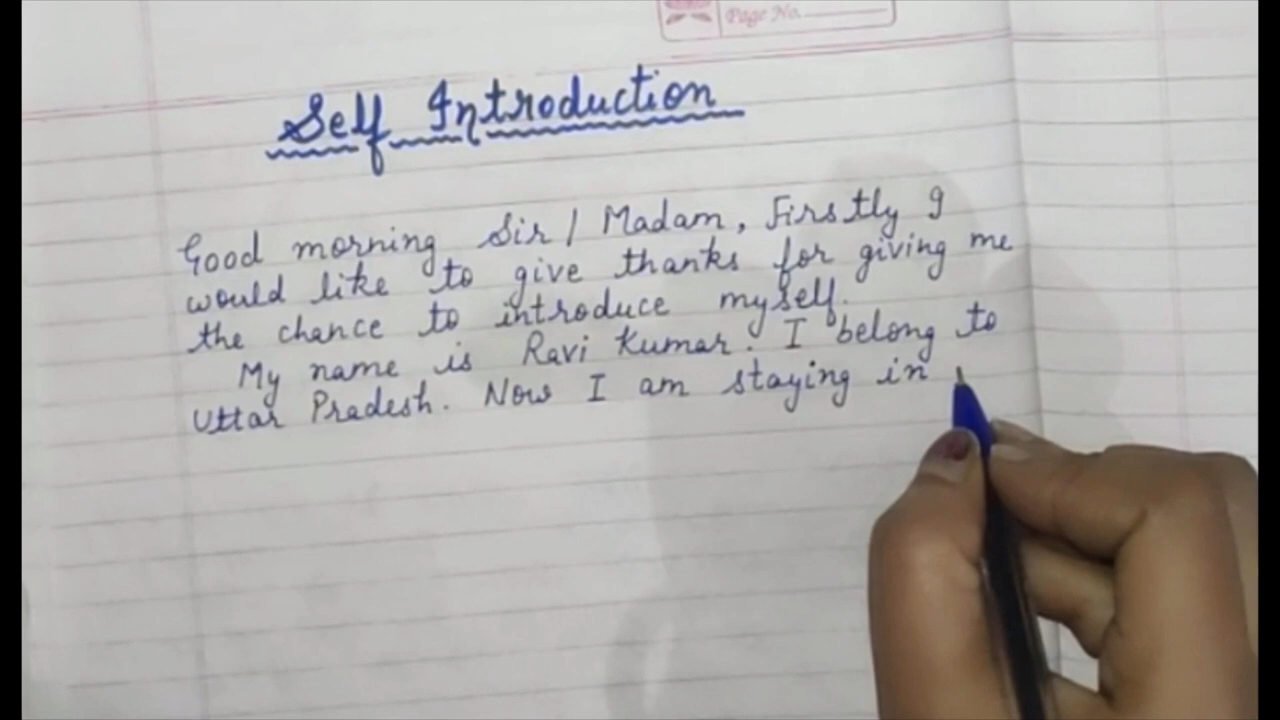 Page No.
Self Introduction
Good morning Sir / Madam, Firstly I
would like to give thanks for giving me
the chance to introduce myself.
My name is Ravi Kumar. I belong to
Uttar Pradesh. Now I am staying in